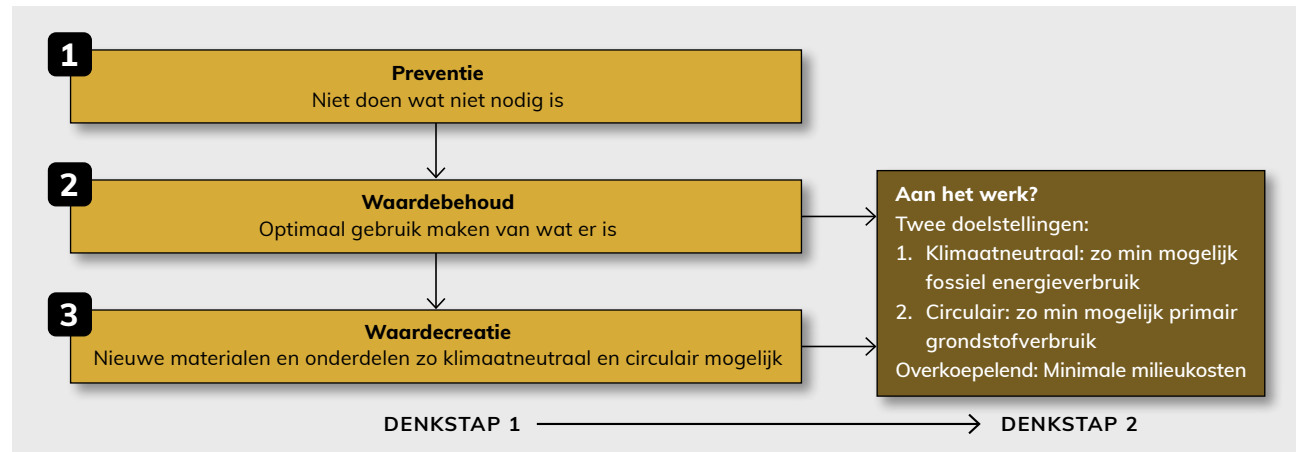 1
Preventie
Niet doen wat niet nodig is
2
Waardebehoud
Optimaal gebruik maken van wat er is
3
Waardecreatie
Nieuwe materialen en onderdelen zo klimaatneutraal en circulair mogelijk
Aan het werk?
Twee doelstellingen:
1. Klimaatneutraal: zo min mogelijk
fossiel energieverbruik
2. Circulair: zo min mogelijk primair
grondstofverbruik
Overkoepelend: Minimale milieukosten
DENKSTAP 1
DENKSTAP 2